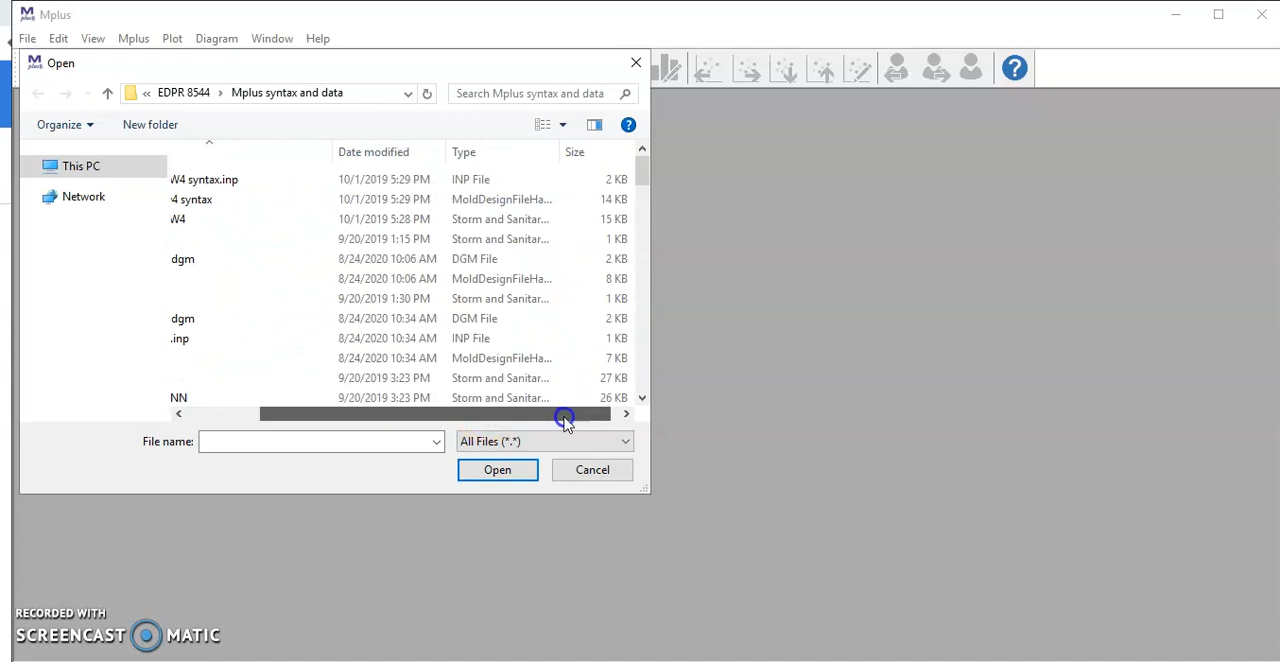 Mplus
File Edit View Mplus Plot Diagram Window Help
Open
« EDPR 8544 › Mplus syntax and data Search Mplus syntax and data
Organize New folder
This PC
Network
Date modified Type Size
W4 syntax.inp 10/1/2019 5:29 PM INP File 2 KB
v4 syntax 10/1/2019 5:29 PM MoldDesignFileHa... 14 KB
W4 10/1/2019 5:28 PM Storm and Sanitar... 15 KB
9/20/2019 1:15 PM Storm and Sanitar... 1 KB
dgm 8/24/2020 10:06 AM DGM File 2 KB
8/24/2020 10:06 AM MoldDesignFileHa... 8 KB
9/20/2019 1:30 PM Storm and Sanitar... 1 KB
dgm 8/24/2020 10:34 AM DGM File 2 KB
.inp 8/24/2020 10:34 AM INP File 1 KB
8/24/2020 10:34 AM MoldDesignFileHa... 7 KB
9/20/2019 3:23 PM Storm and Sanitar... 27 KB
NN 9/20/2019 3:23 PM Storm and Sanitar... 26 KB
File name: All Files (*.*)
Open Cancel
RECORDED WITH
SCREENCAST MATIC